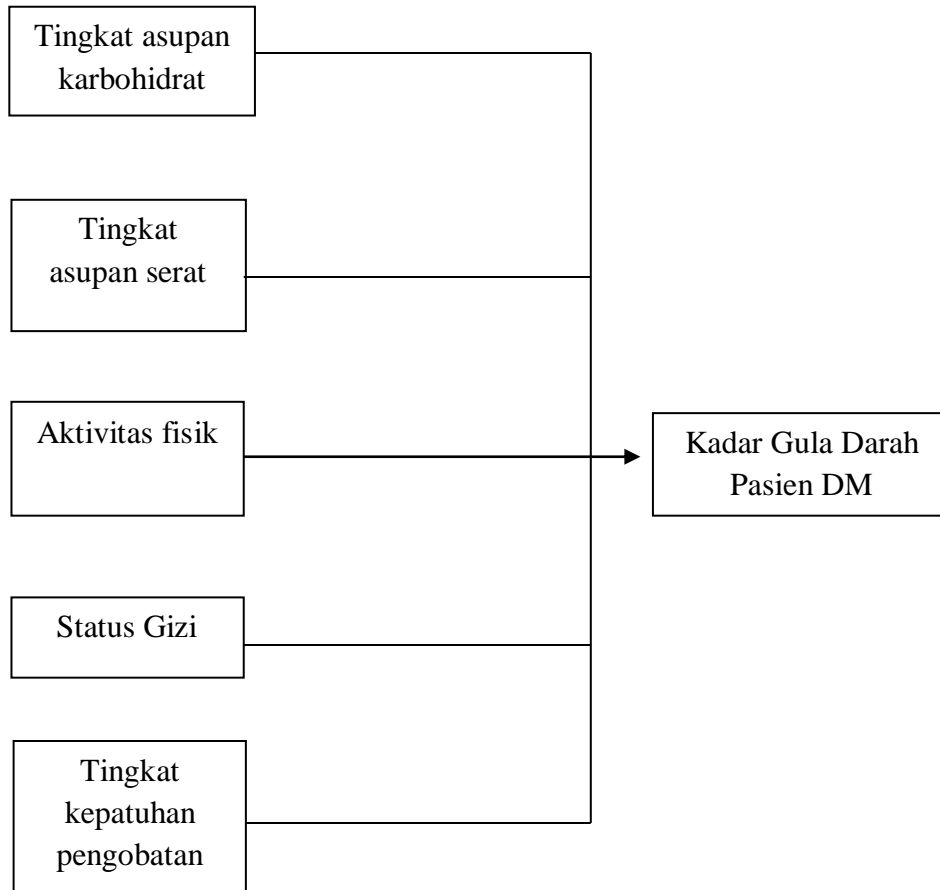 Tingkat asupan
karbohidrat
Tingkat
asupan serat
Aktivitas fisik
Kadar Gula Darah
Pasien DM
Status Gizi
Tingkat
kepatuhan
pengobatan